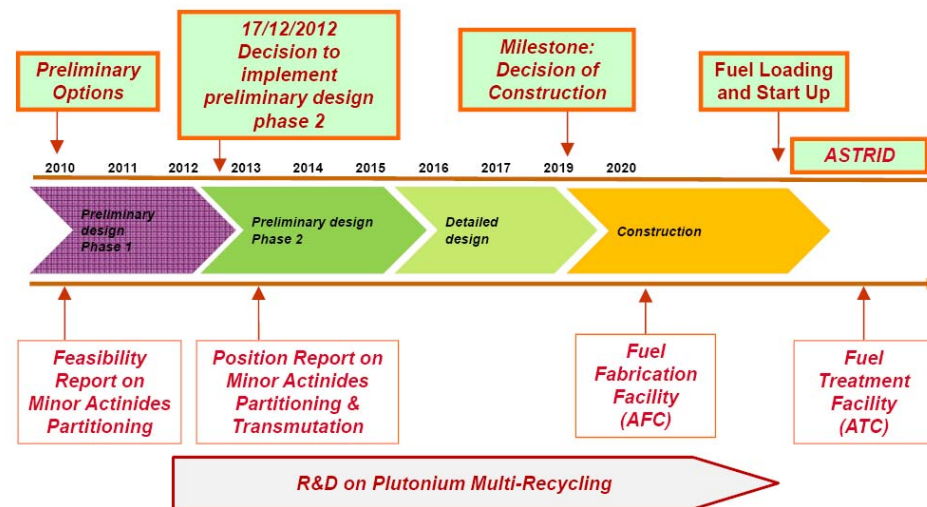 Preliminary
Options
17/12/2012
Decision to
implement
preliminary design
phase 2
Milestone:
Decision of
Construction
Fuel Loading
and Start Up
ASTRID
2010 2011 2012 2013 2014 2015 2016 2017 2019 2020
Preliminary
design
Phase 1
Preliminary design
Phase 2
Detailed
design
Construction
Feasibility
Report on
Minor Actinides
Partitioning
Position Report on
Minor Actinides
Partitioning &
Transmutation
Fuel
Fabrication
Facility
(AFC)
Fuel
Treatment
Facility
(ATC)
R&D on Plutonium Multi-Recycling